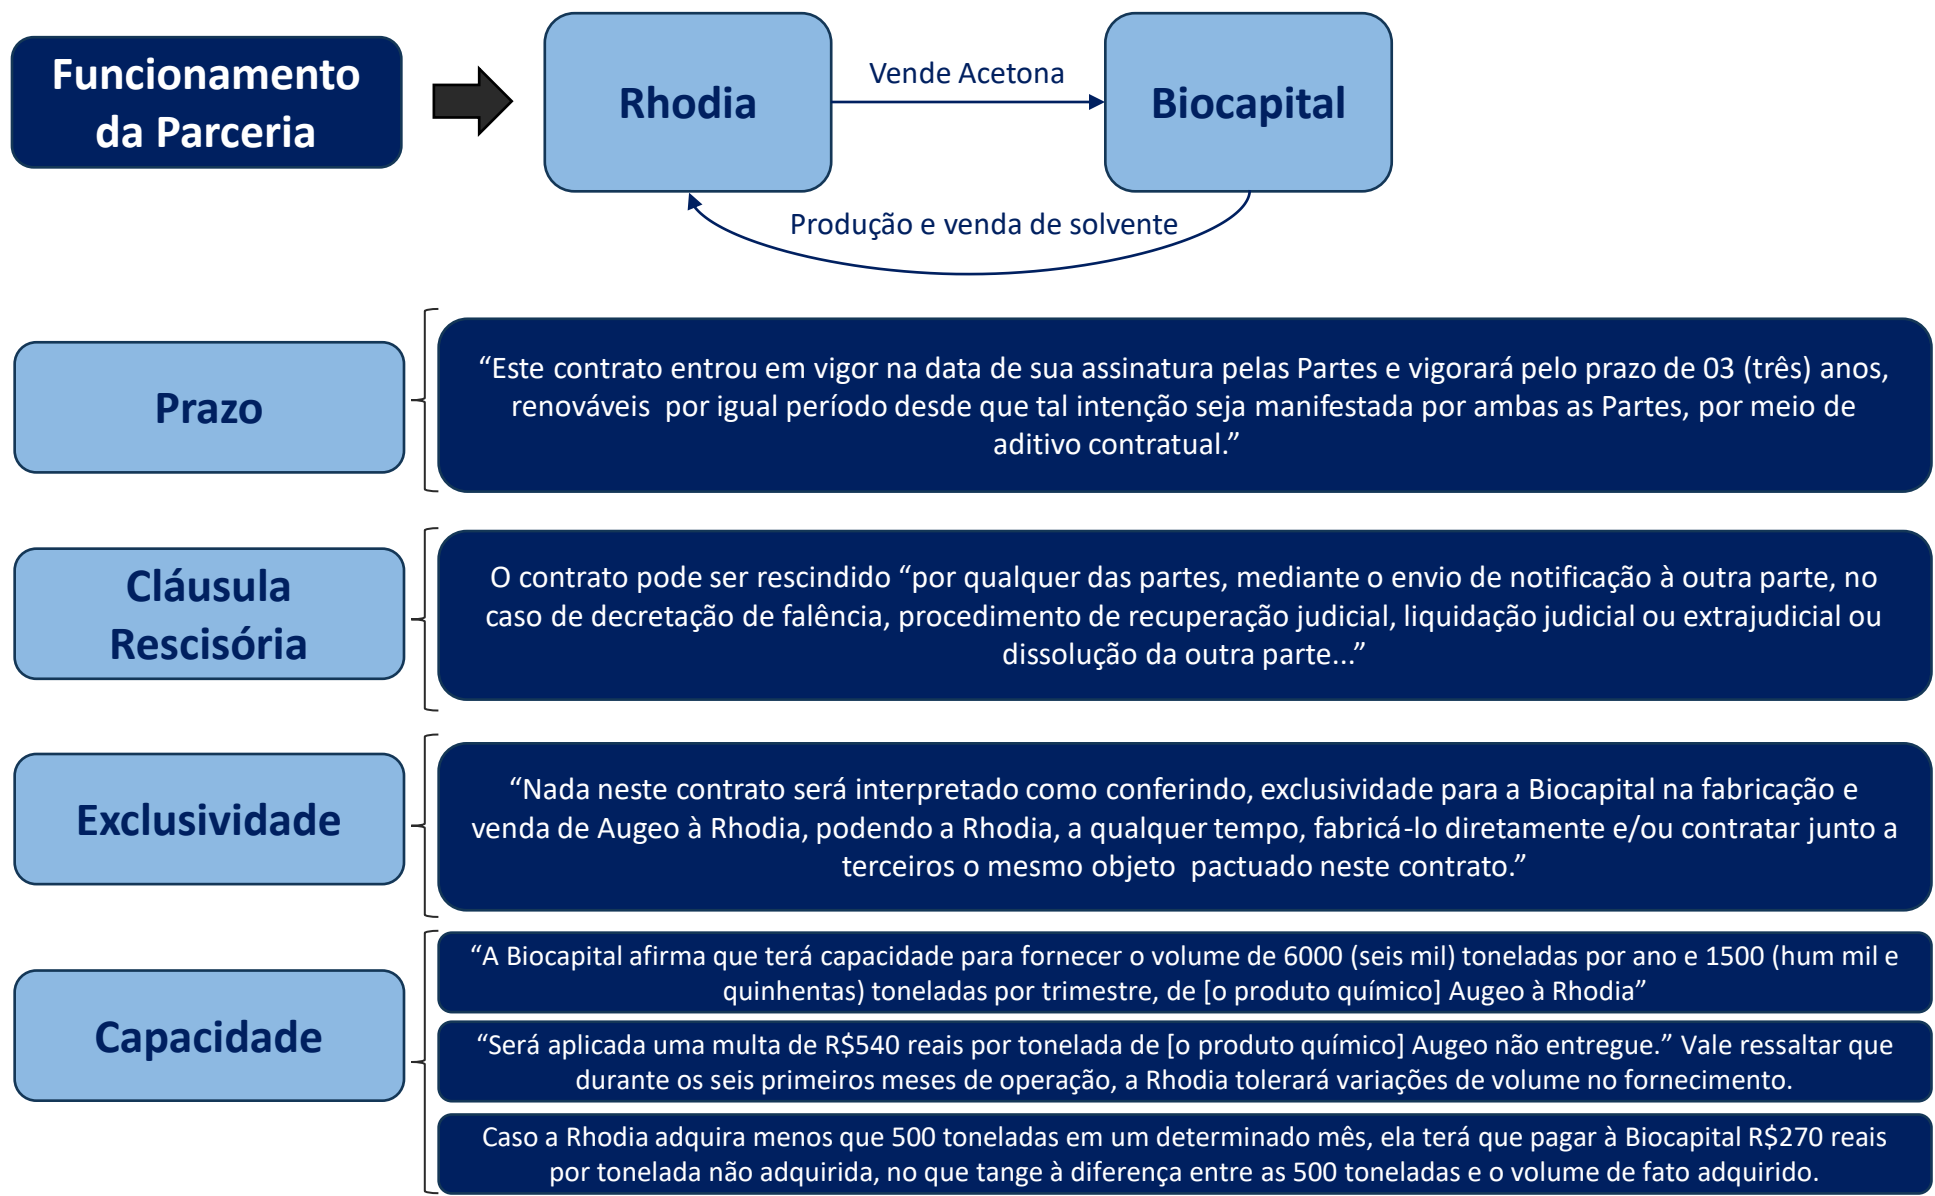 Funcionamento
da Parceria
Rhodia
Vende Acetona
Biocapital
Produção e venda de solvente
Prazo
“Este contrato entrou em vigor na data de sua assinatura pelas Partes e vigorará pelo prazo de 03 (três) anos,
renováveis por igual período desde que tal intenção seja manifestada por ambas as Partes, por meio de
aditivo contratual.”
Cláusula
Rescisória
O contrato pode ser rescindido “por qualquer das partes, mediante o envio de notificação à outra parte, no
caso de decretação de falência, procedimento de recuperação judicial, liquidação judicial ou extrajudicial ou
dissolução da outra parte...”
Exclusividade
“Nada neste contrato será interpretado como conferindo, exclusividade para a Biocapital na fabricação e
venda de Augeo à Rhodia, podendo a Rhodia, a qualquer tempo, fabricá-lo diretamente e/ou contratar junto a
terceiros o mesmo objeto pactuado neste contrato.”
Capacidade
“A Biocapital afirma que terá capacidade para fornecer o volume de 6000 (seis mil) toneladas por ano e 1500 (hum mil e
quinhentas) toneladas por trimestre, de [o produto químico] Augeo à Rhodia”
“Será aplicada uma multa de R$540 reais por tonelada de [o produto químico] Augeo não entregue.” Vale ressaltar que
durante os seis primeiros meses de operação, a Rhodia tolerará variações de volume no fornecimento.
Caso a Rhodia adquira menos que 500 toneladas em um determinado mês, ela terá que pagar à Biocapital R$270 reais
por tonelada não adquirida, no que tange à diferença entre as 500 toneladas e o volume de fato adquirido.